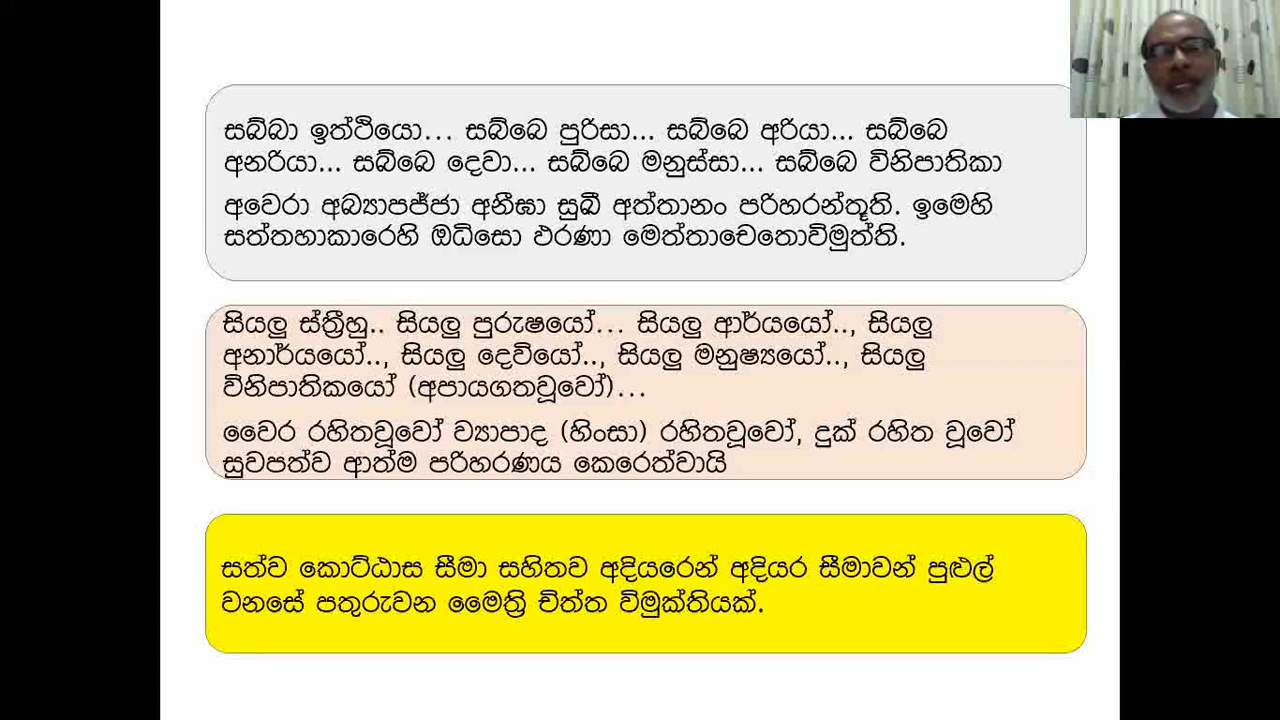 සබ්බා ඉත්ථියො... සබ්බෙ පුරිසා... සබ්බෙ අරියා... සබ්බෙ
අනරියා... සබ්බෙ දෙවා... සබ්බෙ මනුස්සා... සබ්බෙ විනිපාතිකා
අවෙරා අබ්‍යාපජ්ජා අනීඝා සුඛී අත්තානං පරිහරන්තූති. ඉමෙහි
සත්තහාකාරෙහි ඔධිසො ඵරණා මෙත්තාචෙතොවිමුත්ති.
සියලු ස්ත්‍රීහු.. සියලු පුරුෂයෝ... සියලු ආර්යයෝ.., සියලු
අනාර්යයෝ.., සියලු දෙවියෝ.., සියලු මනුෂ්‍යයෝ.., සියලු
විනිපාතිකයෝ (අපායගතවූවෝ)...
වෛර රහිතවූවෝ ව්‍යාපාද (හිංසා) රහිතවූවෝ, දුක් රහිත වූවෝ
සුවපත්ව ආත්ම පරිහරණය කෙරෙත්වායි
සත්ව කොට්ඨාස සීමා සහිතව අදියරෙන් අදියර සීමාවන් පුළුල්
වනසේ පතුරුවන මෛත්‍රි චිත්ත විමුක්තියක්.